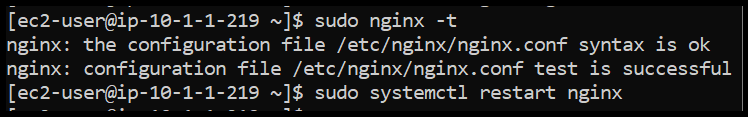 [ec2-user@ip-10-1-1-219 ~]$ sudo nginx -t
nginx: the configuration file /etc/nginx/nginx.conf syntax is ok
nginx: configuration file /etc/nginx/nginx.conf test is successful
[ec2-user@ip-10-1-1-219 ~]$ sudo systemctl restart nginx